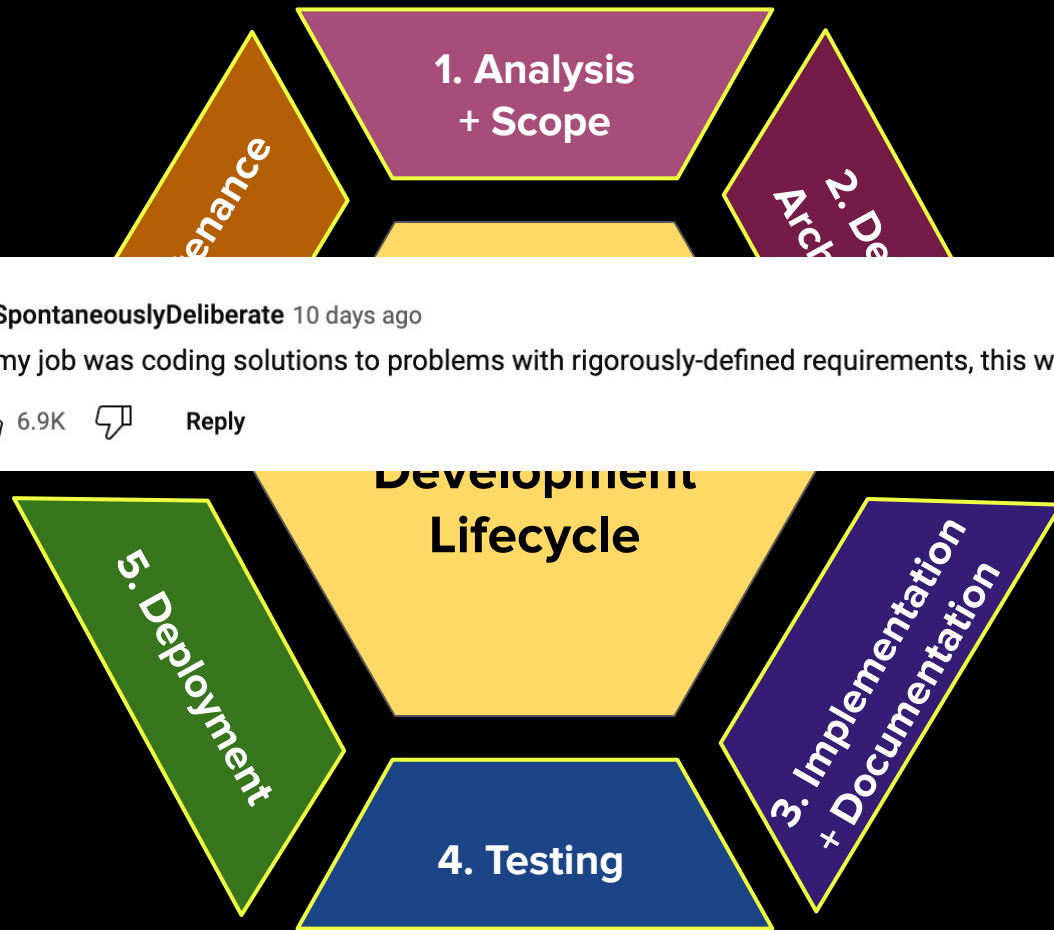 1. Analysis
+ Scope
tenance
2. De
Arch
SpontaneouslyDeliberate 10 days ago
my job was coding solutions to problems with rigorously-defined requirements, this w
6.9K Reply
Development
Lifecycle
3. Implementation
+ Documentation
4. Testing
5. Deployment